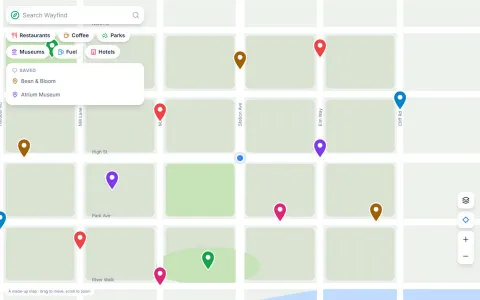 Search Wayfind
Restaurants
Coffee
Parks
Museums
Fuel
Hotels
SAVED
Bean & Bloom
Atrium Museum
Mill Lane
Station Ave
Elm Way
Cliff Rd
High St
Park Ave
River Walk
A made-up map · drag to move, scroll to zoom